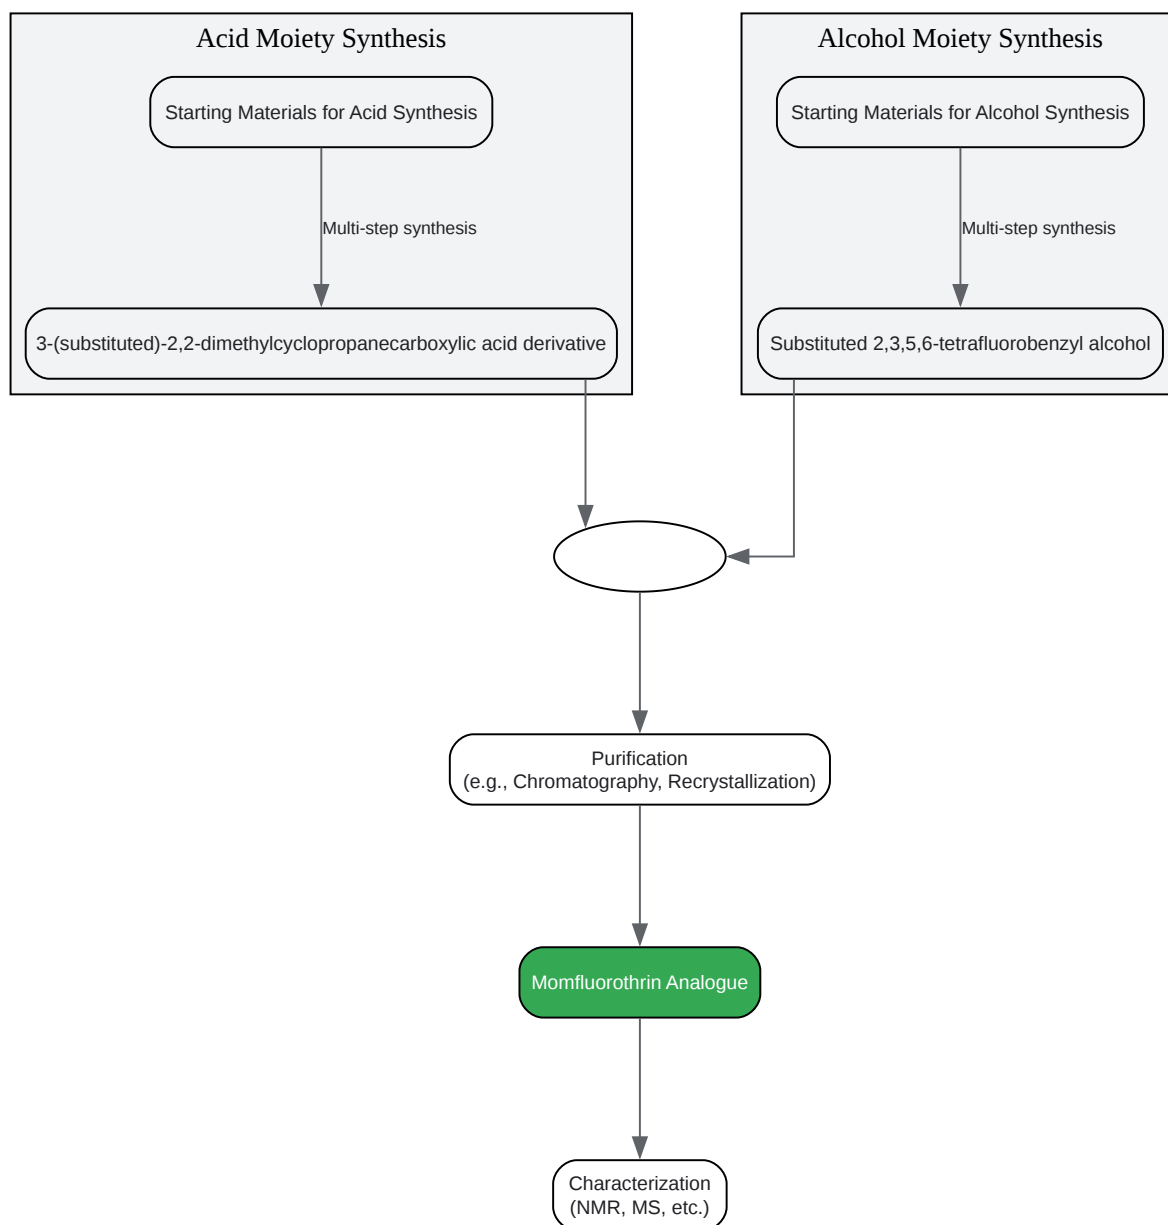 Acid Moiety Synthesis
Starting Materials for Acid Synthesis
Multi-step synthesis
3-(substituted)-2,2-dimethylcyclopropanecarboxylic acid derivative
Alcohol Moiety Synthesis
Starting Materials for Alcohol Synthesis
Multi-step synthesis
Substituted 2,3,5,6-tetrafluorobenzyl alcohol
Purification
(e.g., Chromatography, Recrystallization)
Momfluorothrin Analogue
Characterization
(NMR, MS, etc.)